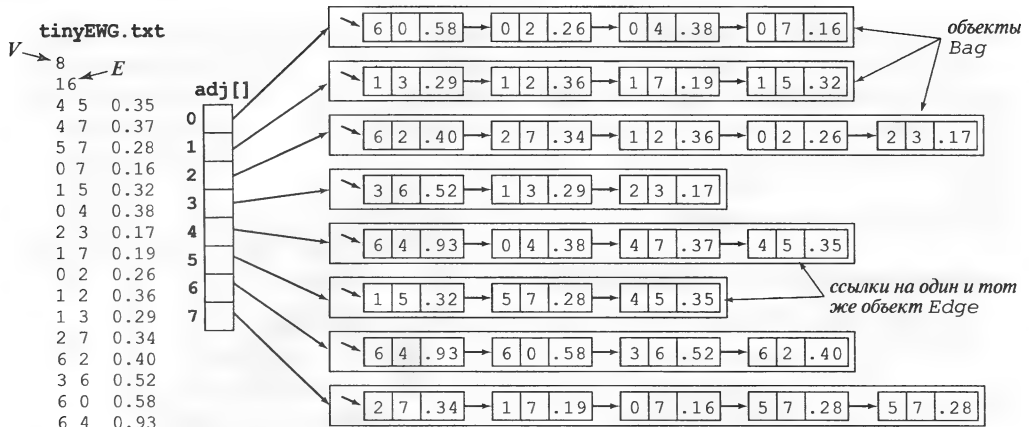 tinyEWG.txt
V
8
16
E
4 5 0.35
4 7 0.37
5 7 0.28
0 7 0.16
1 5 0.32
0 4 0.38
2 3 0.17
1 7 0.19
0 2 0.26
1 2 0.36
1 3 0.29
2 7 0.34
6 2 0.40
3 6 0.52
6 0 0.58
6 4 0.93
adj[]
0
1
2
3
4
5
6
7
6 0 .58 0 2 .26 0 4 .38 0 7 .16
1 3 .29 1 2 .36 1 7 .19 1 5 .32
6 2 .40 2 7 .34 1 2 .36 0 2 .26 2 3 .17
3 6 .52 1 3 .29 2 3 .17
6 4 .93 0 4 .38 4 7 .37 4 5 .35
1 5 .32 5 7 .28 4 5 .35
6 4 .93 6 0 .58 3 6 .52 6 2 .40
2 7 .34 1 7 .19 0 7 .16 5 7 .28 5 7 .28
объекты
Bag
ссылки на один и тот
же объект Edge